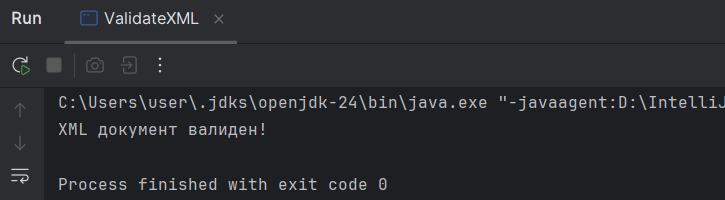 Run
ValidateXML
C:\Users\user\.jdks\openjdk-24\bin\java.exe "-javaagent:D:\IntelliJ
XML документ валиден!
Process finished with exit code 0